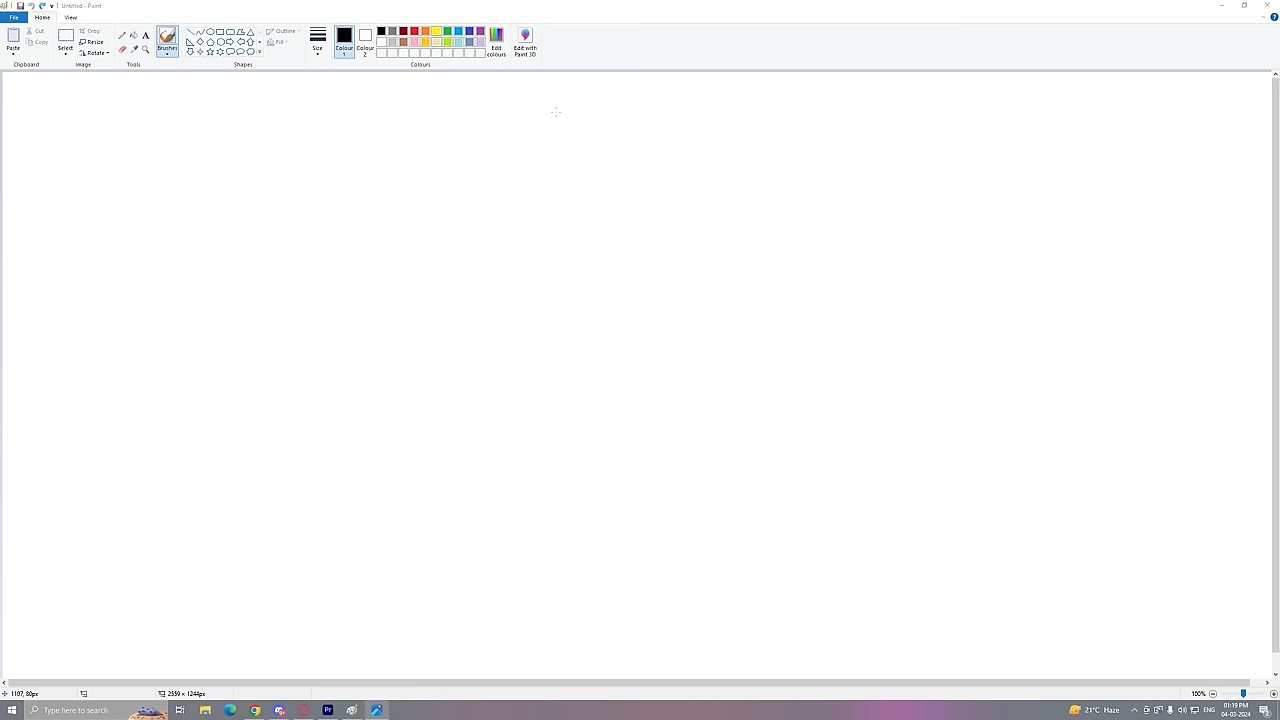 Untitled - Paint
File Home View
Paste
Cut
Copy
Clipboard
Select
Crop
Resize
Rotate
Image
Tools
Brushes
Shapes
Outline
Fill
Size
Colour 1
Colour 2
Edit colours
Colours
Edit with Paint 3D
1107, 80px
2559 × 1244px
100%
Type here to search
Pr
21°C Haze
ENG
01:19 PM
04-03-2024